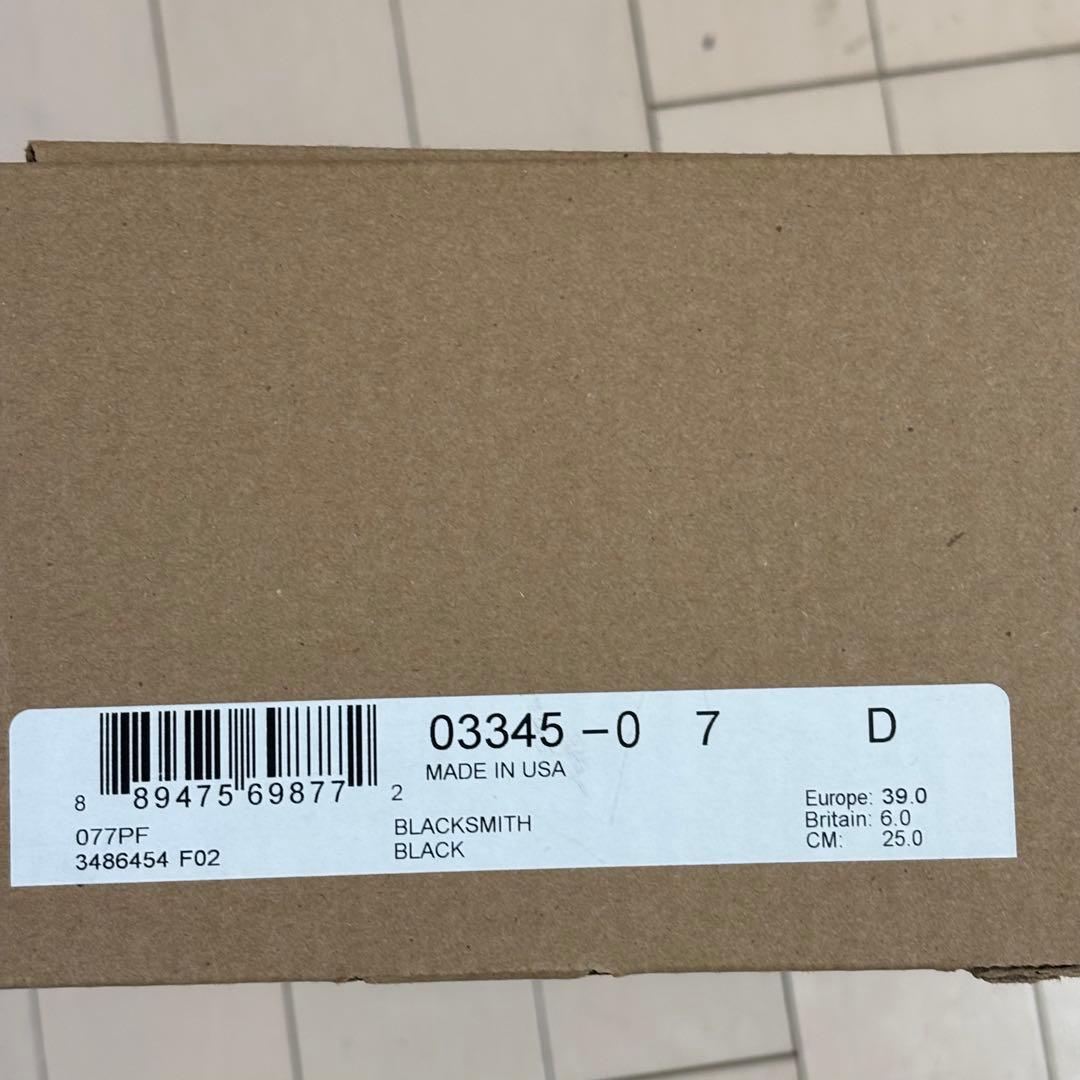 03345 -0 7 D
MADE IN USA
8 89475 69877 2
077PF
3486454 F02
BLACKSMITH
BLACK
Europe: 39.0
Britain: 6.0
CM: 25.0